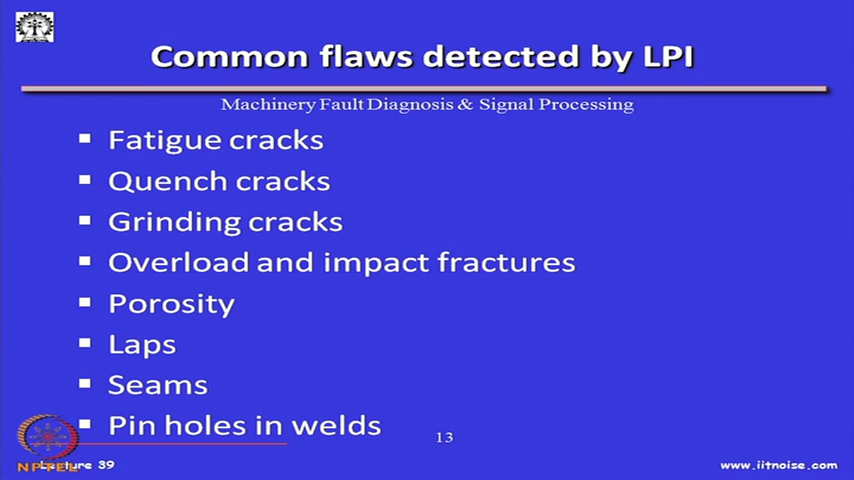 Common flaws detected by LPI
Machinery Fault Diagnosis & Signal Processing
Fatigue cracks
Quench cracks
Grinding cracks
Overload and impact fractures
Porosity
Laps
Seams
Pin holes in welds
13
NPTEL
Lecture 39
www.iitnoise.com